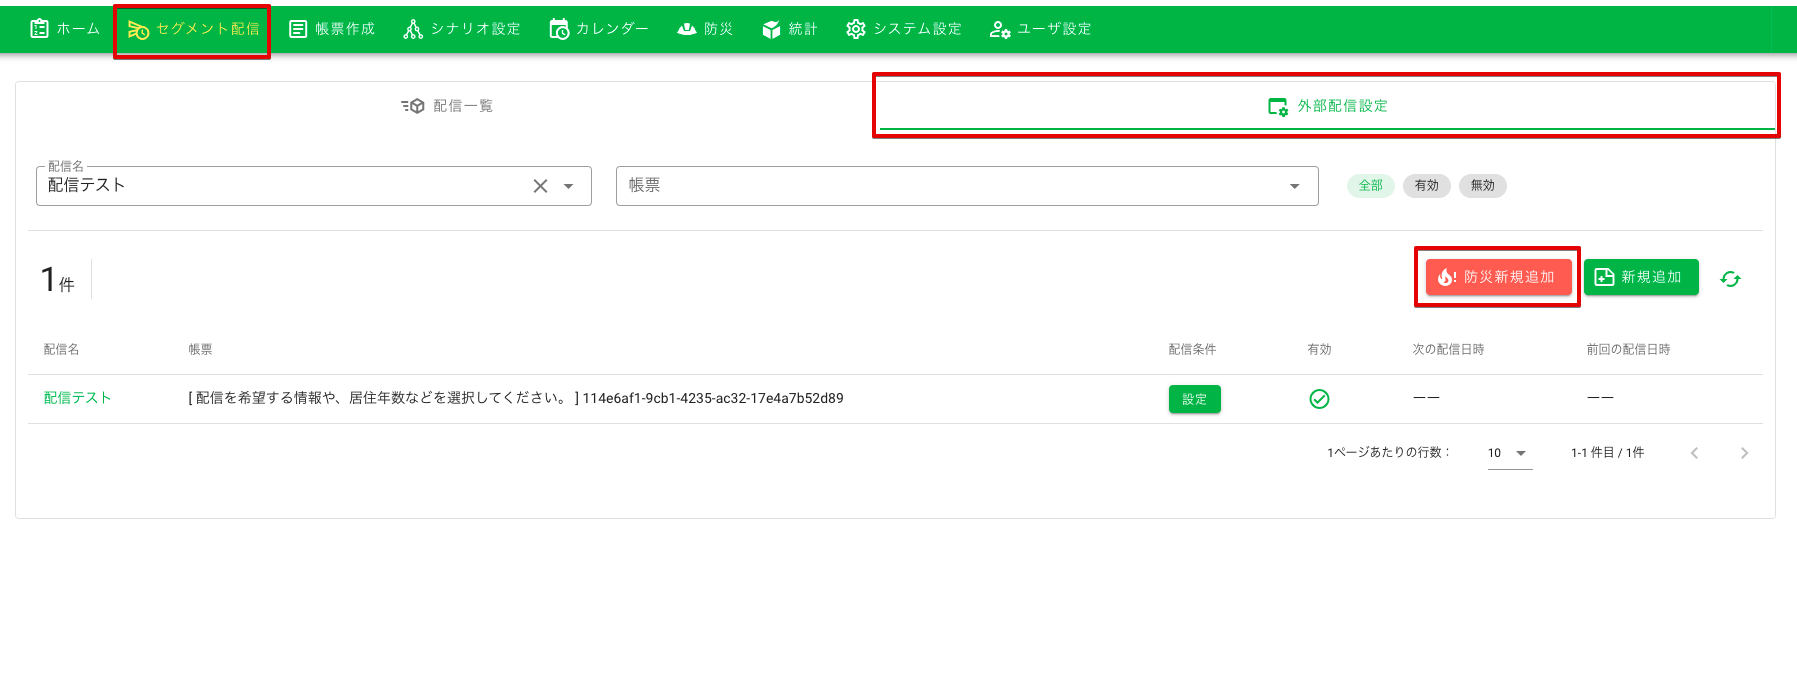 ホーム セグメント配信 帳票作成 シナリオ設定 カレンダー 防災 統計 システム設定 ユーザ設定
配信一覧 外部配信設定
配信名
配信テスト 帳票 全部 有効 無効
1件 防災新規追加 新規追加
配信名 帳票 配信条件 有効 次の配信日時 前回の配信日時
配信テスト [ 配信を希望する情報や、居住年数などを選択してください。 ] 114e6af1-9cb1-4235-ac32-17e4a7b52d89 設定 ーー ーー
1ページあたりの行数： 10 1-1 件目 / 1件